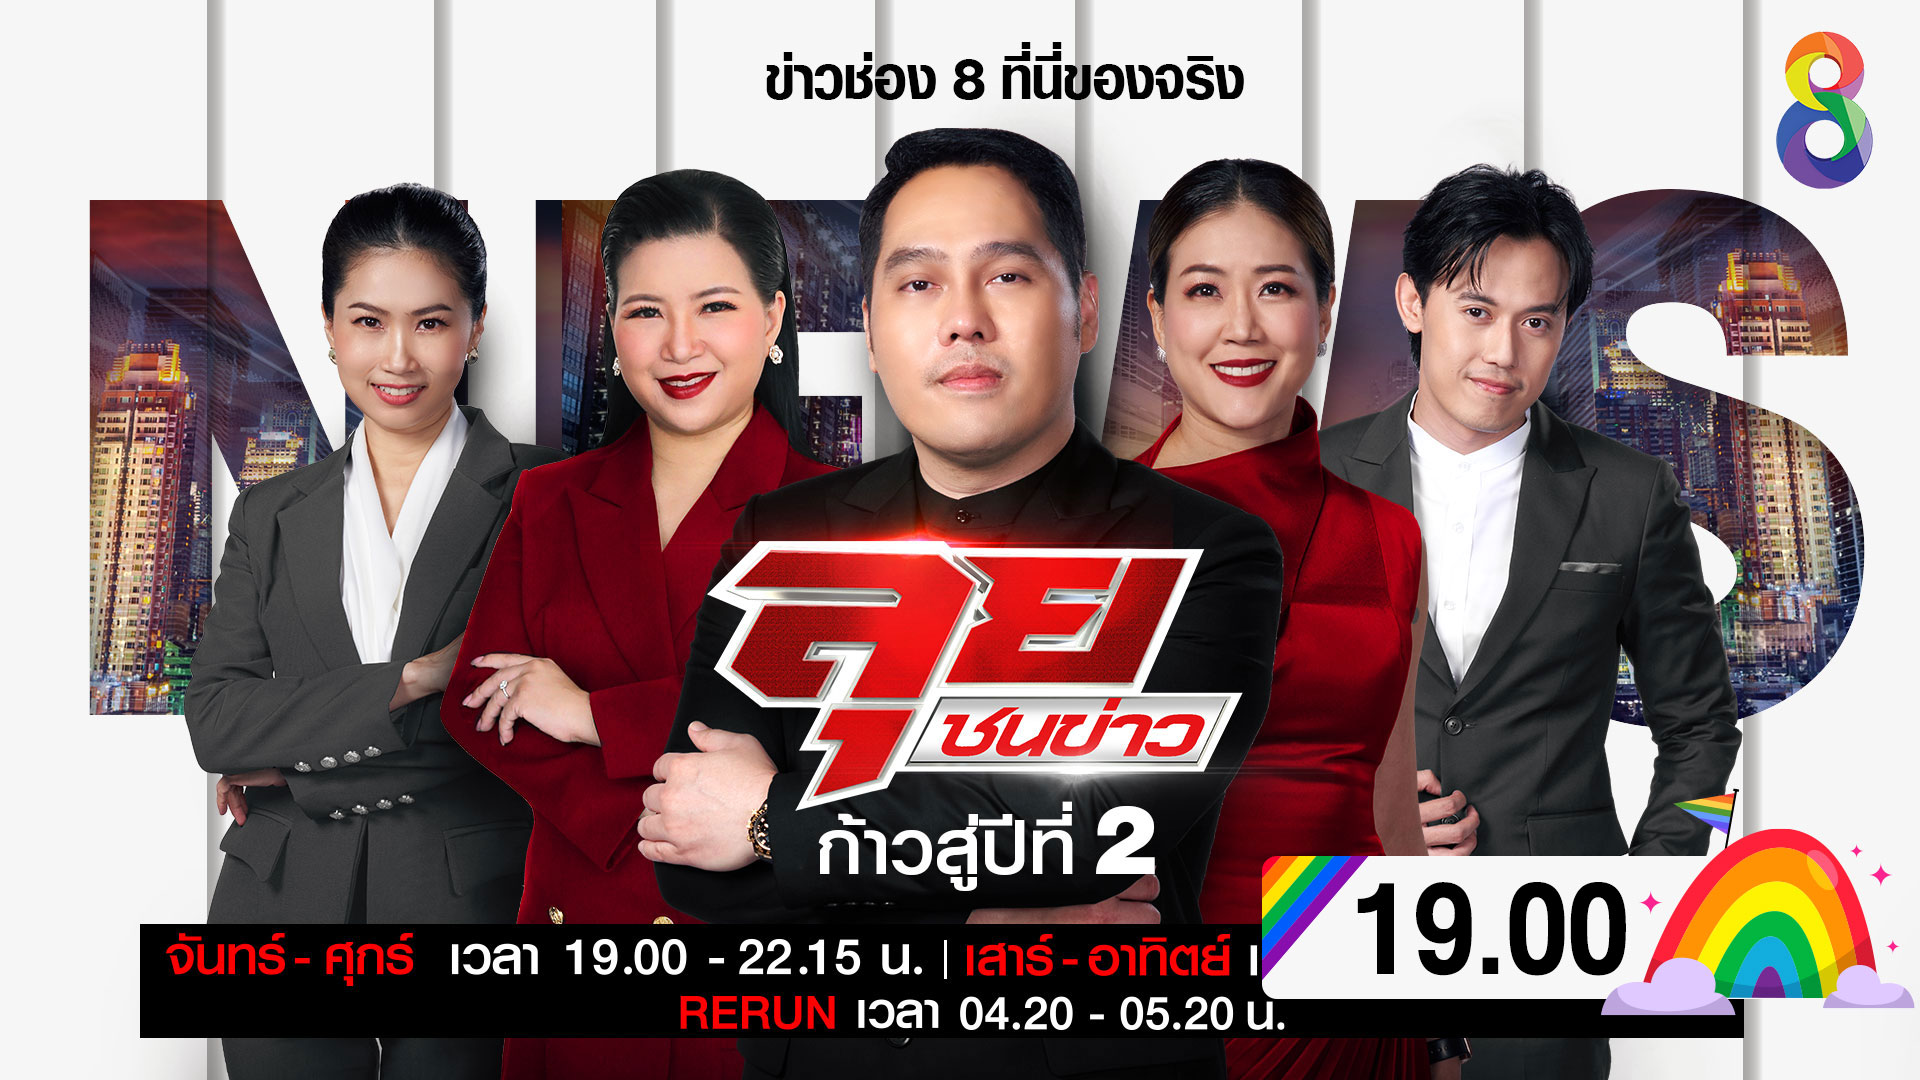 ข่าวช่อง 8 ที่นี่ของจริง
8
NEWS
ลุย
ชนข่าว
ก้าวสู่ปีที่ 2
จันทร์ - ศุกร์ เวลา 19.00 - 22.15 น. | เสาร์ - อาทิตย์
19.00
RERUN เวลา 04.20 - 05.20 น.